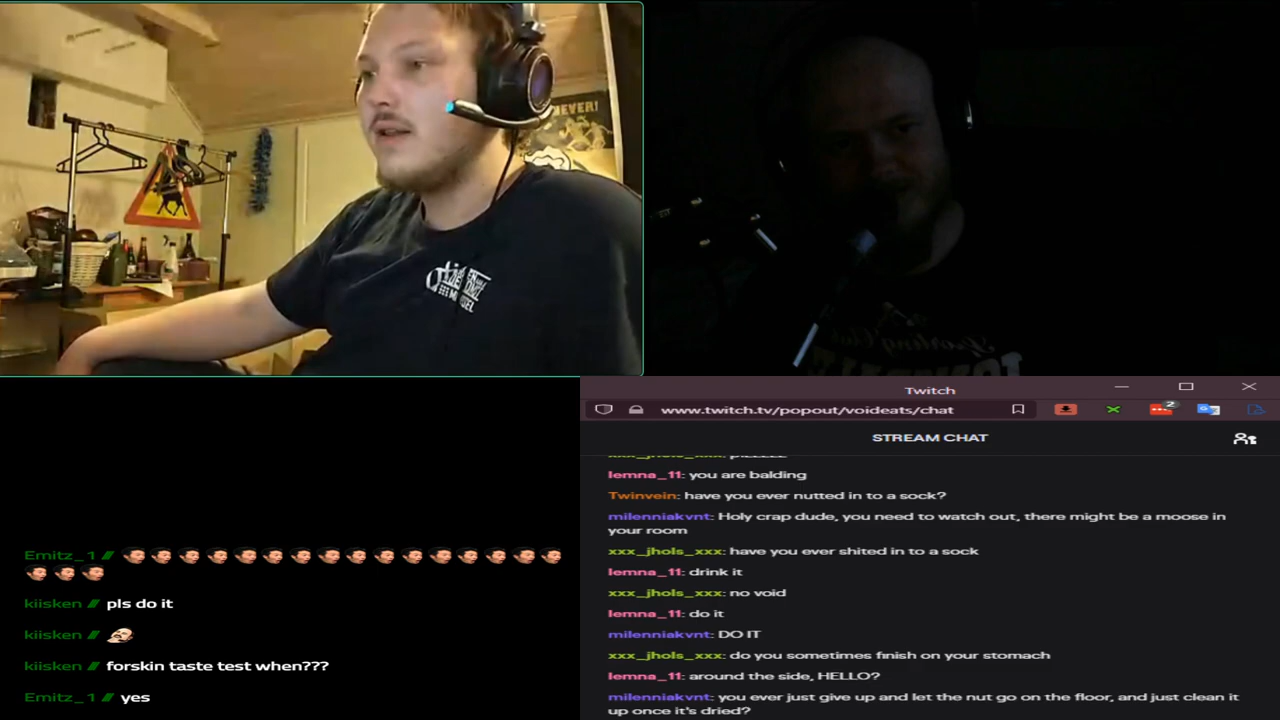 EVER!
Twitch
www.twitch.tv/popout/voideats/chat
2
STREAM CHAT
lemna_11: you are balding
Twinvein: have you ever nutted in to a sock?
milenniakvnt: Holy crap dude, you need to watch out, there might be a moose in
your room
xxx_jhols_xxx: have you ever shited in to a sock
lemna_11: drink it
xxx_jhols_xxx: no void
lemna_11: do it
milenniakvnt: DO IT
xxx_jhols_xxx: do you sometimes finish on your stomach
lemna_11: around the side, HELLO?
milenniakvnt: you ever just give up and let the nut go on the floor, and just clean it
up once it's dried?
Emitz_1 //
kiisken // pls do it
kiisken //
kiisken // forskin taste test when???
Emitz_1 // yes